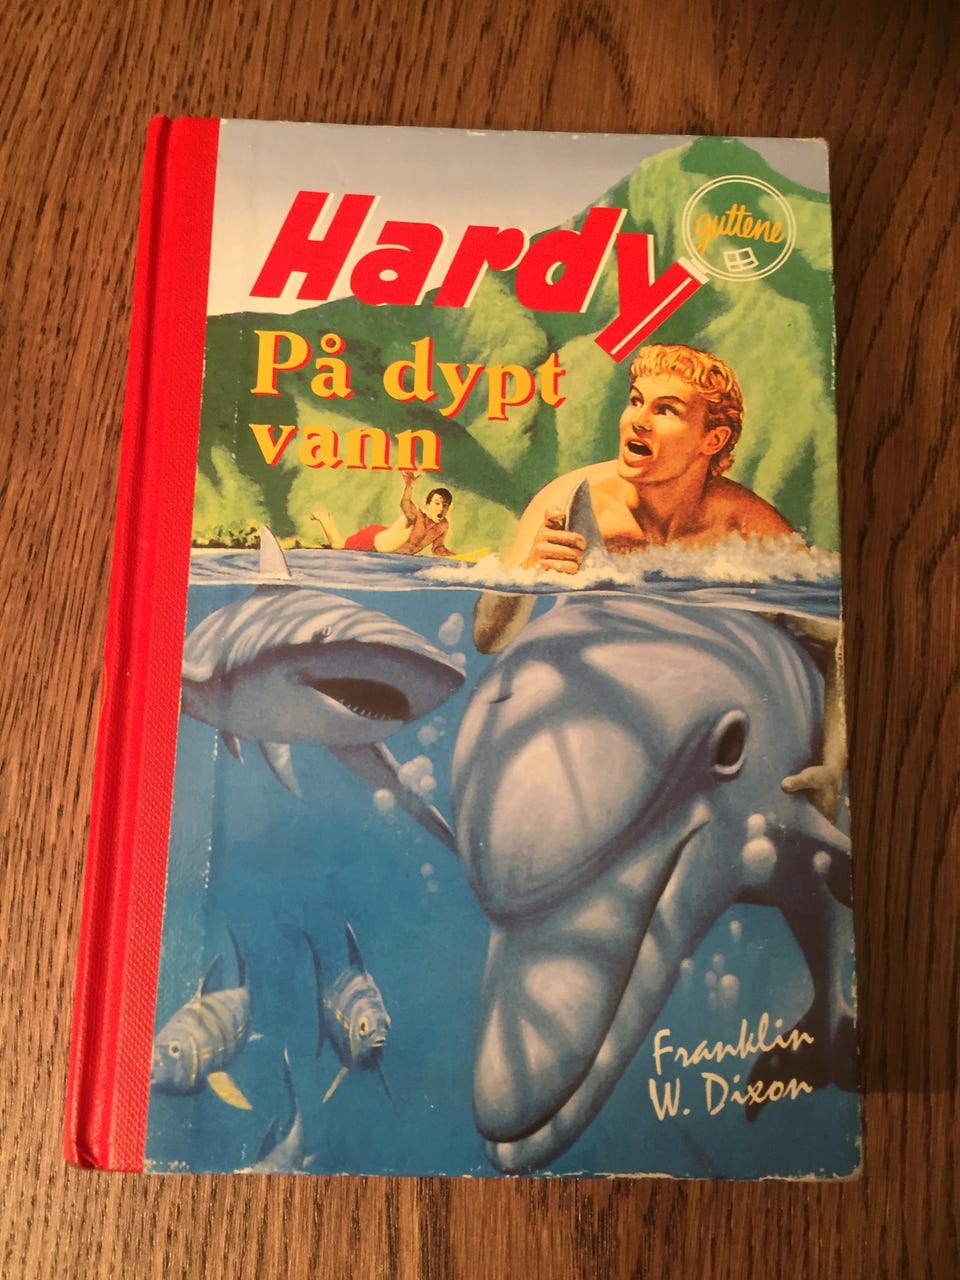 Hardy
guttene
På dypt
vann
Franklin
W. Dixon